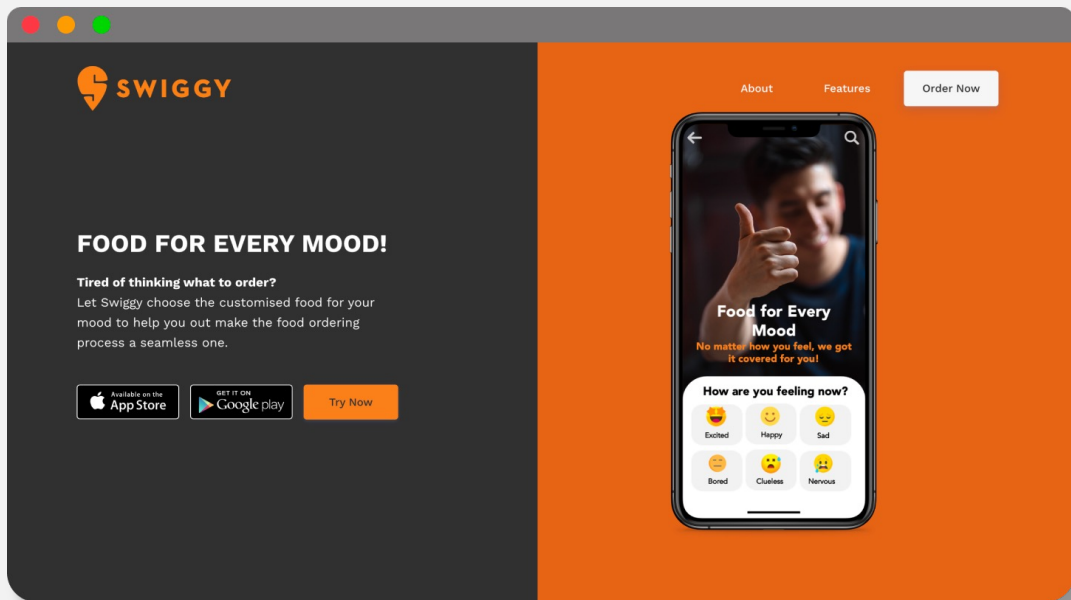 SWIGGY
About
Features
Order Now
FOOD FOR EVERY MOOD!
Tired of thinking what to order?
Let Swiggy choose the customised food for your
mood to help you out make the food ordering
process a seamless one.
Available on the
App Store
GET IT ON
Google play
Try Now
Food for Every
Mood
No matter how you feel, we got
it covered for you!
How are you feeling now?
Excited
Happy
Sad
Bored
Clueless
Nervous